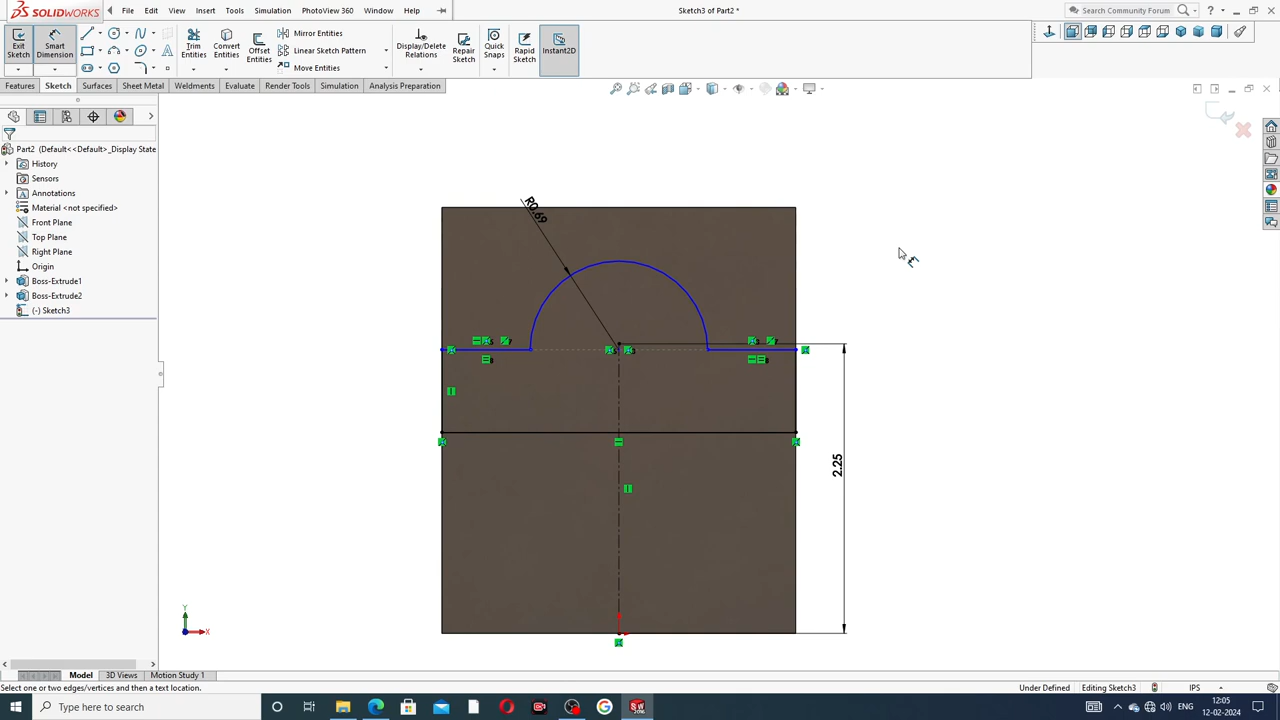 SOLIDWORKS
File
Edit
View
Insert
Tools
Simulation
PhotoView 360
Window
Help
Sketch3 of Part2 *
Search Community Forum
Exit Sketch
Smart Dimension
Trim Entities
Convert Entities
Offset Entities
Mirror Entities
Linear Sketch Pattern
Move Entities
Display/Delete Relations
Repair Sketch
Quick Snaps
Rapid Sketch
Instant2D
Features
Sketch
Surfaces
Sheet Metal
Weldments
Evaluate
Render Tools
Simulation
Analysis Preparation
Part2 (Default<<Default>_Display State
History
Sensors
Annotations
Material <not specified>
Front Plane
Top Plane
Right Plane
Origin
Boss-Extrude1
Boss-Extrude2
(-) Sketch3
R0.69
2.25
Y
X
Model
3D Views
Motion Study 1
Select one or two edges/vertices and then a text location.
Under Defined
Editing Sketch3
IPS
Type here to search
ENG
12:05
12-02-2024